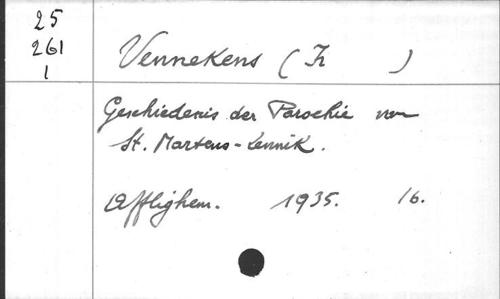 25
261
1
Vennekens (Fr )
Geschiedenis der Parochie van
St. Martens-Lennik.
Afflighem. 1935. 16.